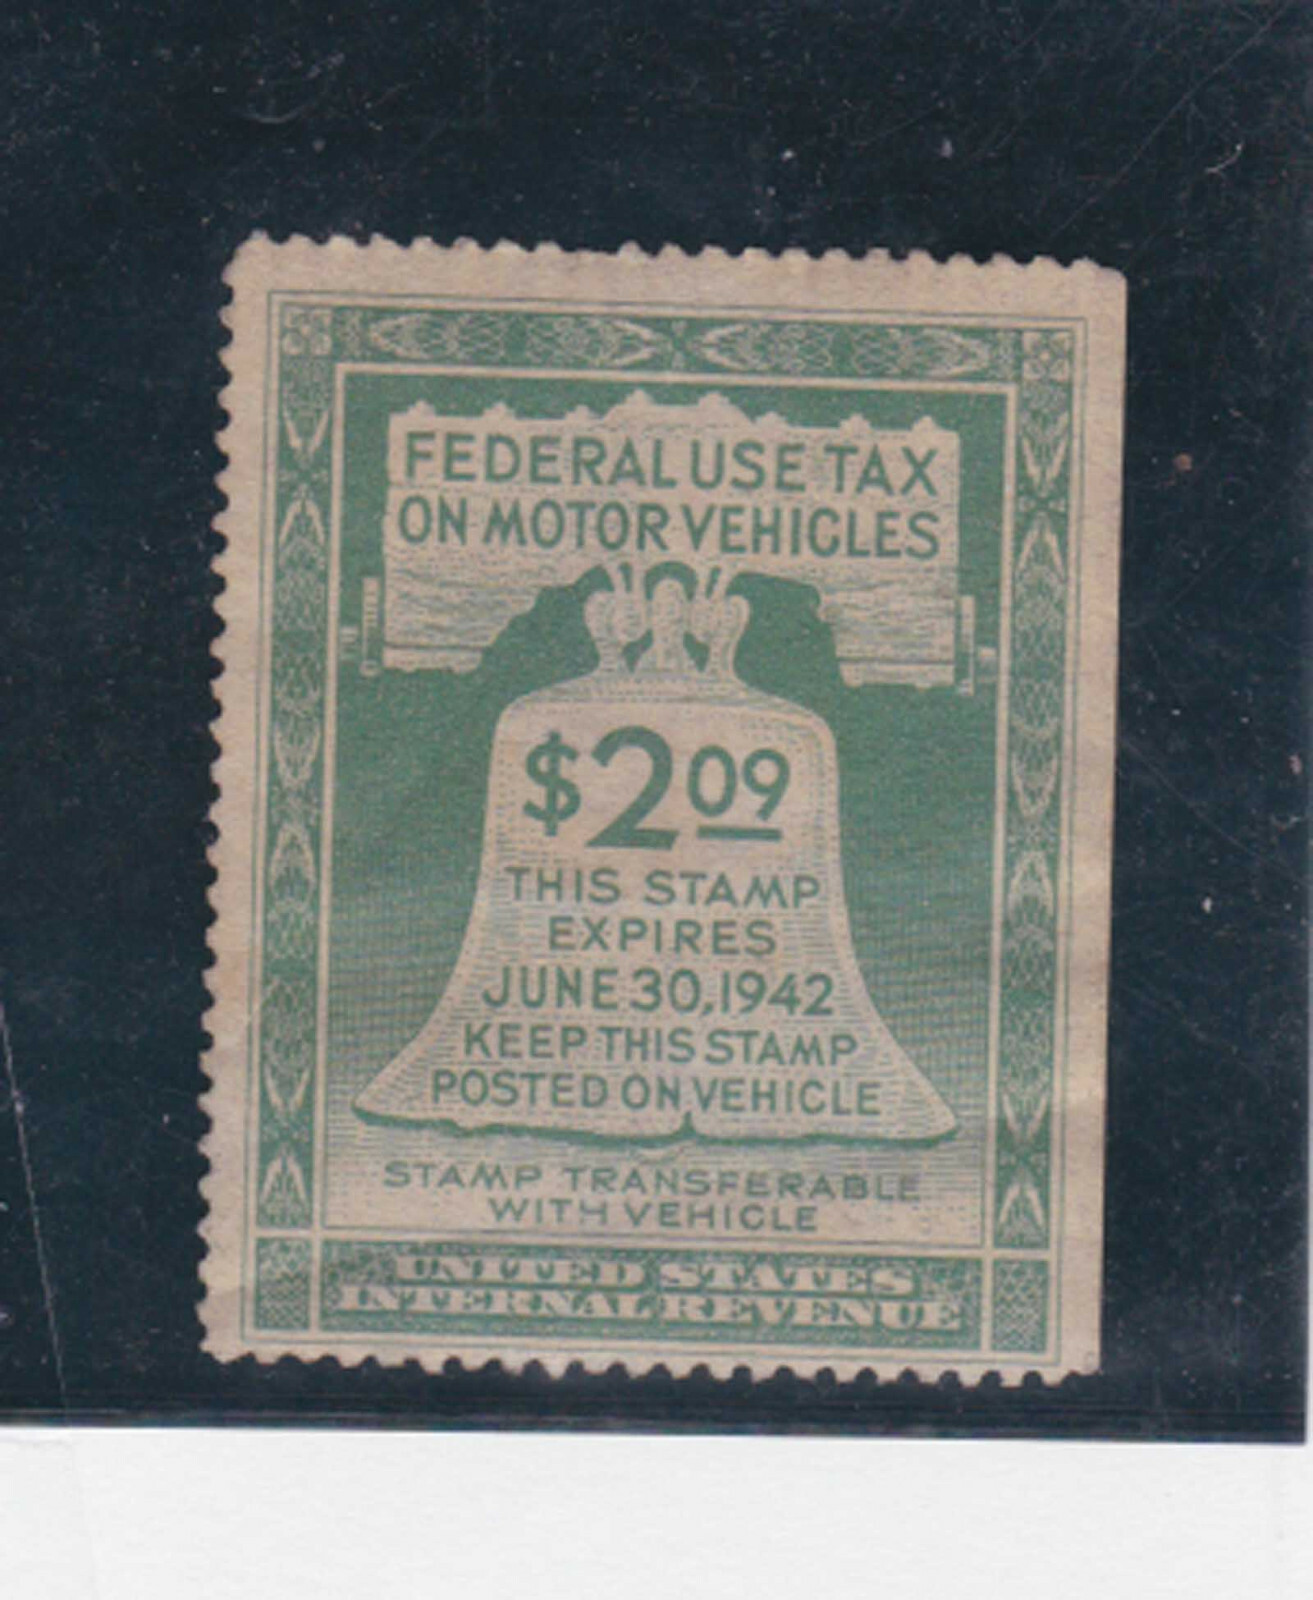 FEDERAL USE TAX
ON MOTOR VEHICLES
$2 09
THIS STAMP
EXPIRES
JUNE 30, 1942
KEEP THIS STAMP
POSTED ON VEHICLE
STAMP TRANSFERABLE
WITH VEHICLE
UNITED STATES
INTERNAL REVENUE